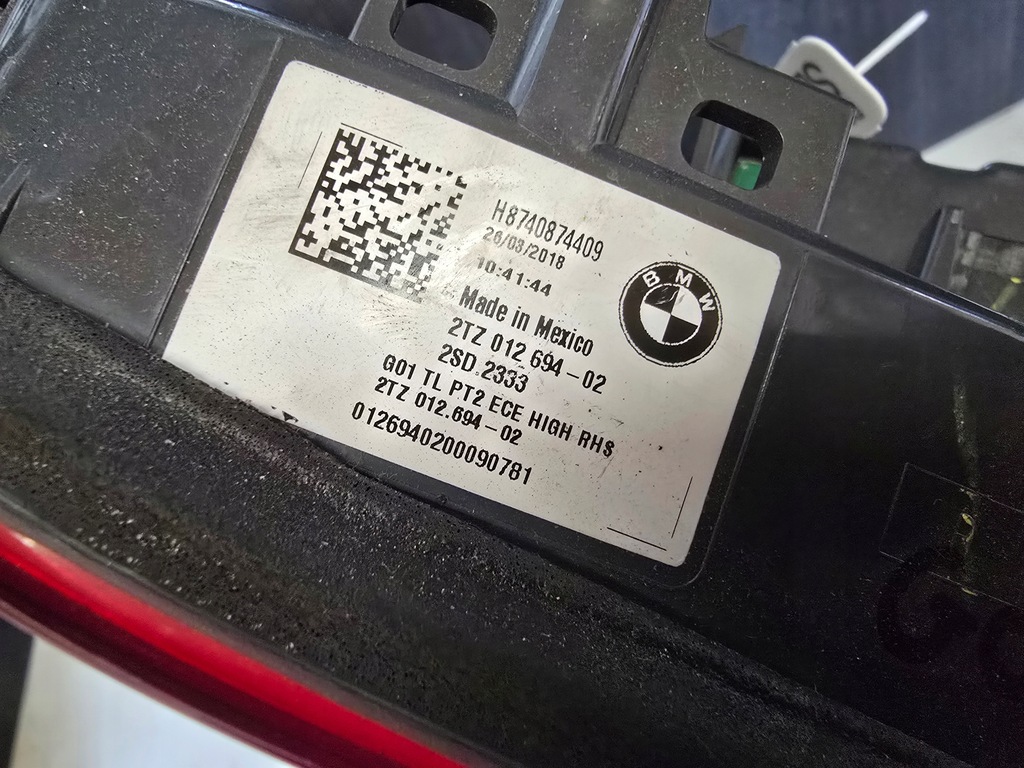 H8740874409
26/03/2018
10:41:44
BMW
Made in Mexico
2TZ 012 694-02
2SD.2333
G01 TL PT2 ECE HIGH RHS
2TZ 012.694-02
0126940200090781